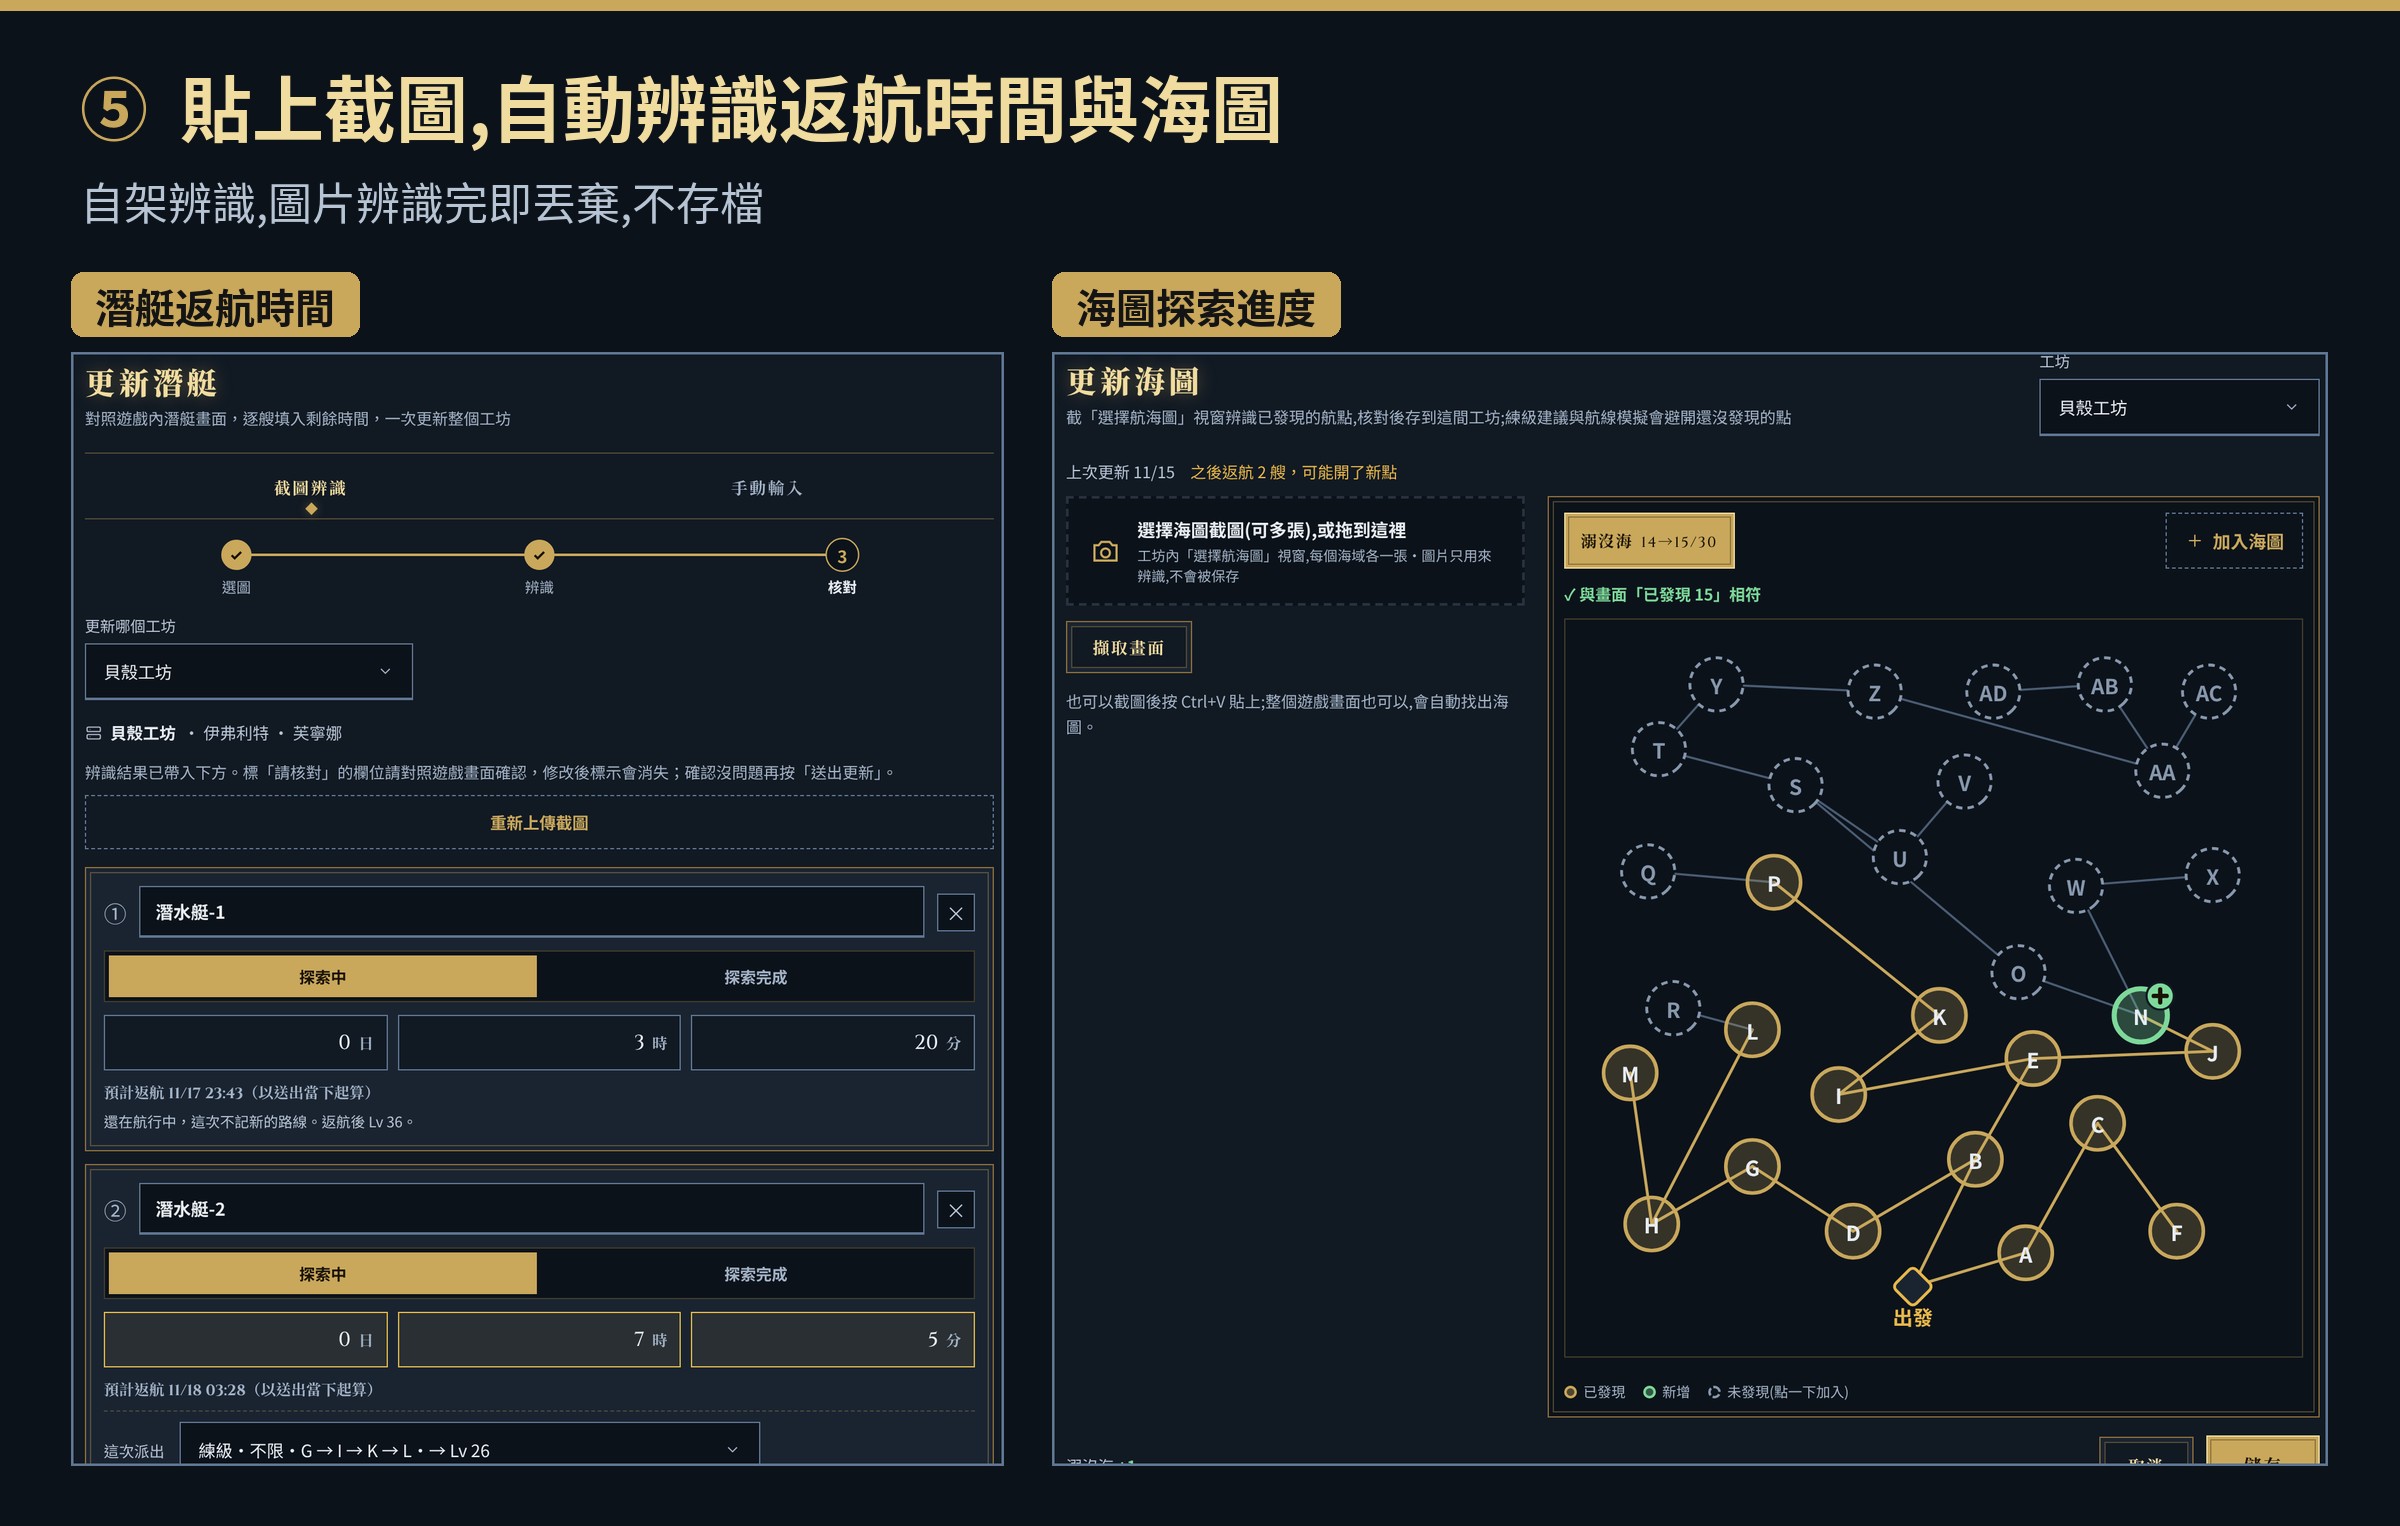 ⑤ 貼上截圖,自動辨識返航時間與海圖
自架辨識,圖片辨識完即丟棄,不存檔
潛艇返航時間
更新潛艇
對照遊戲內潛艇畫面，逐艘填入剩餘時間，一次更新整個工坊
截圖辨識 手動輸入
3
選圖 辨識 核對
更新哪個工坊
貝殼工坊
貝殼工坊 · 伊弗利特 · 芙寧娜
辨識結果已帶入下方。標「請核對」的欄位請對照遊戲畫面確認，修改後標示會消失；確認沒問題再按「送出更新」。
重新上傳截圖
① 潛水艇-1
探索中 探索完成
0 日 3 時 20 分
預計返航 11/17 23:43（以送出當下起算）
還在航行中，這次不記新的路線。返航後 Lv 36。
② 潛水艇-2
探索中 探索完成
0 日 7 時 5 分
預計返航 11/18 03:28（以送出當下起算）
這次派出 練級・不限・G→I→K→L・→ Lv 26
海圖探索進度
更新海圖
截「選擇航海圖」視窗辨識已發現的航點,核對後存到這間工坊;練級建議與航線模擬會避開還沒發現的點
工坊
貝殼工坊
上次更新 11/15 之後返航 2 艘，可能開了新點
選擇海圖截圖(可多張),或拖到這裡
工坊內「選擇航海圖」視窗,每個海域各一張・圖片只用來
辨識,不會被保存
擷取畫面
也可以截圖後按 Ctrl+V 貼上;整個遊戲畫面也可以,會自動找出海
圖。
溺沒海 14→15/30
+ 加入海圖
✓ 與畫面「已發現 15」相符
Y Z AD AB AC
T S V AA
U
Q P W X
O
R L K N
M I E J
C
G B
H D A F
出發
已發現 新增 未發現(點一下加入)